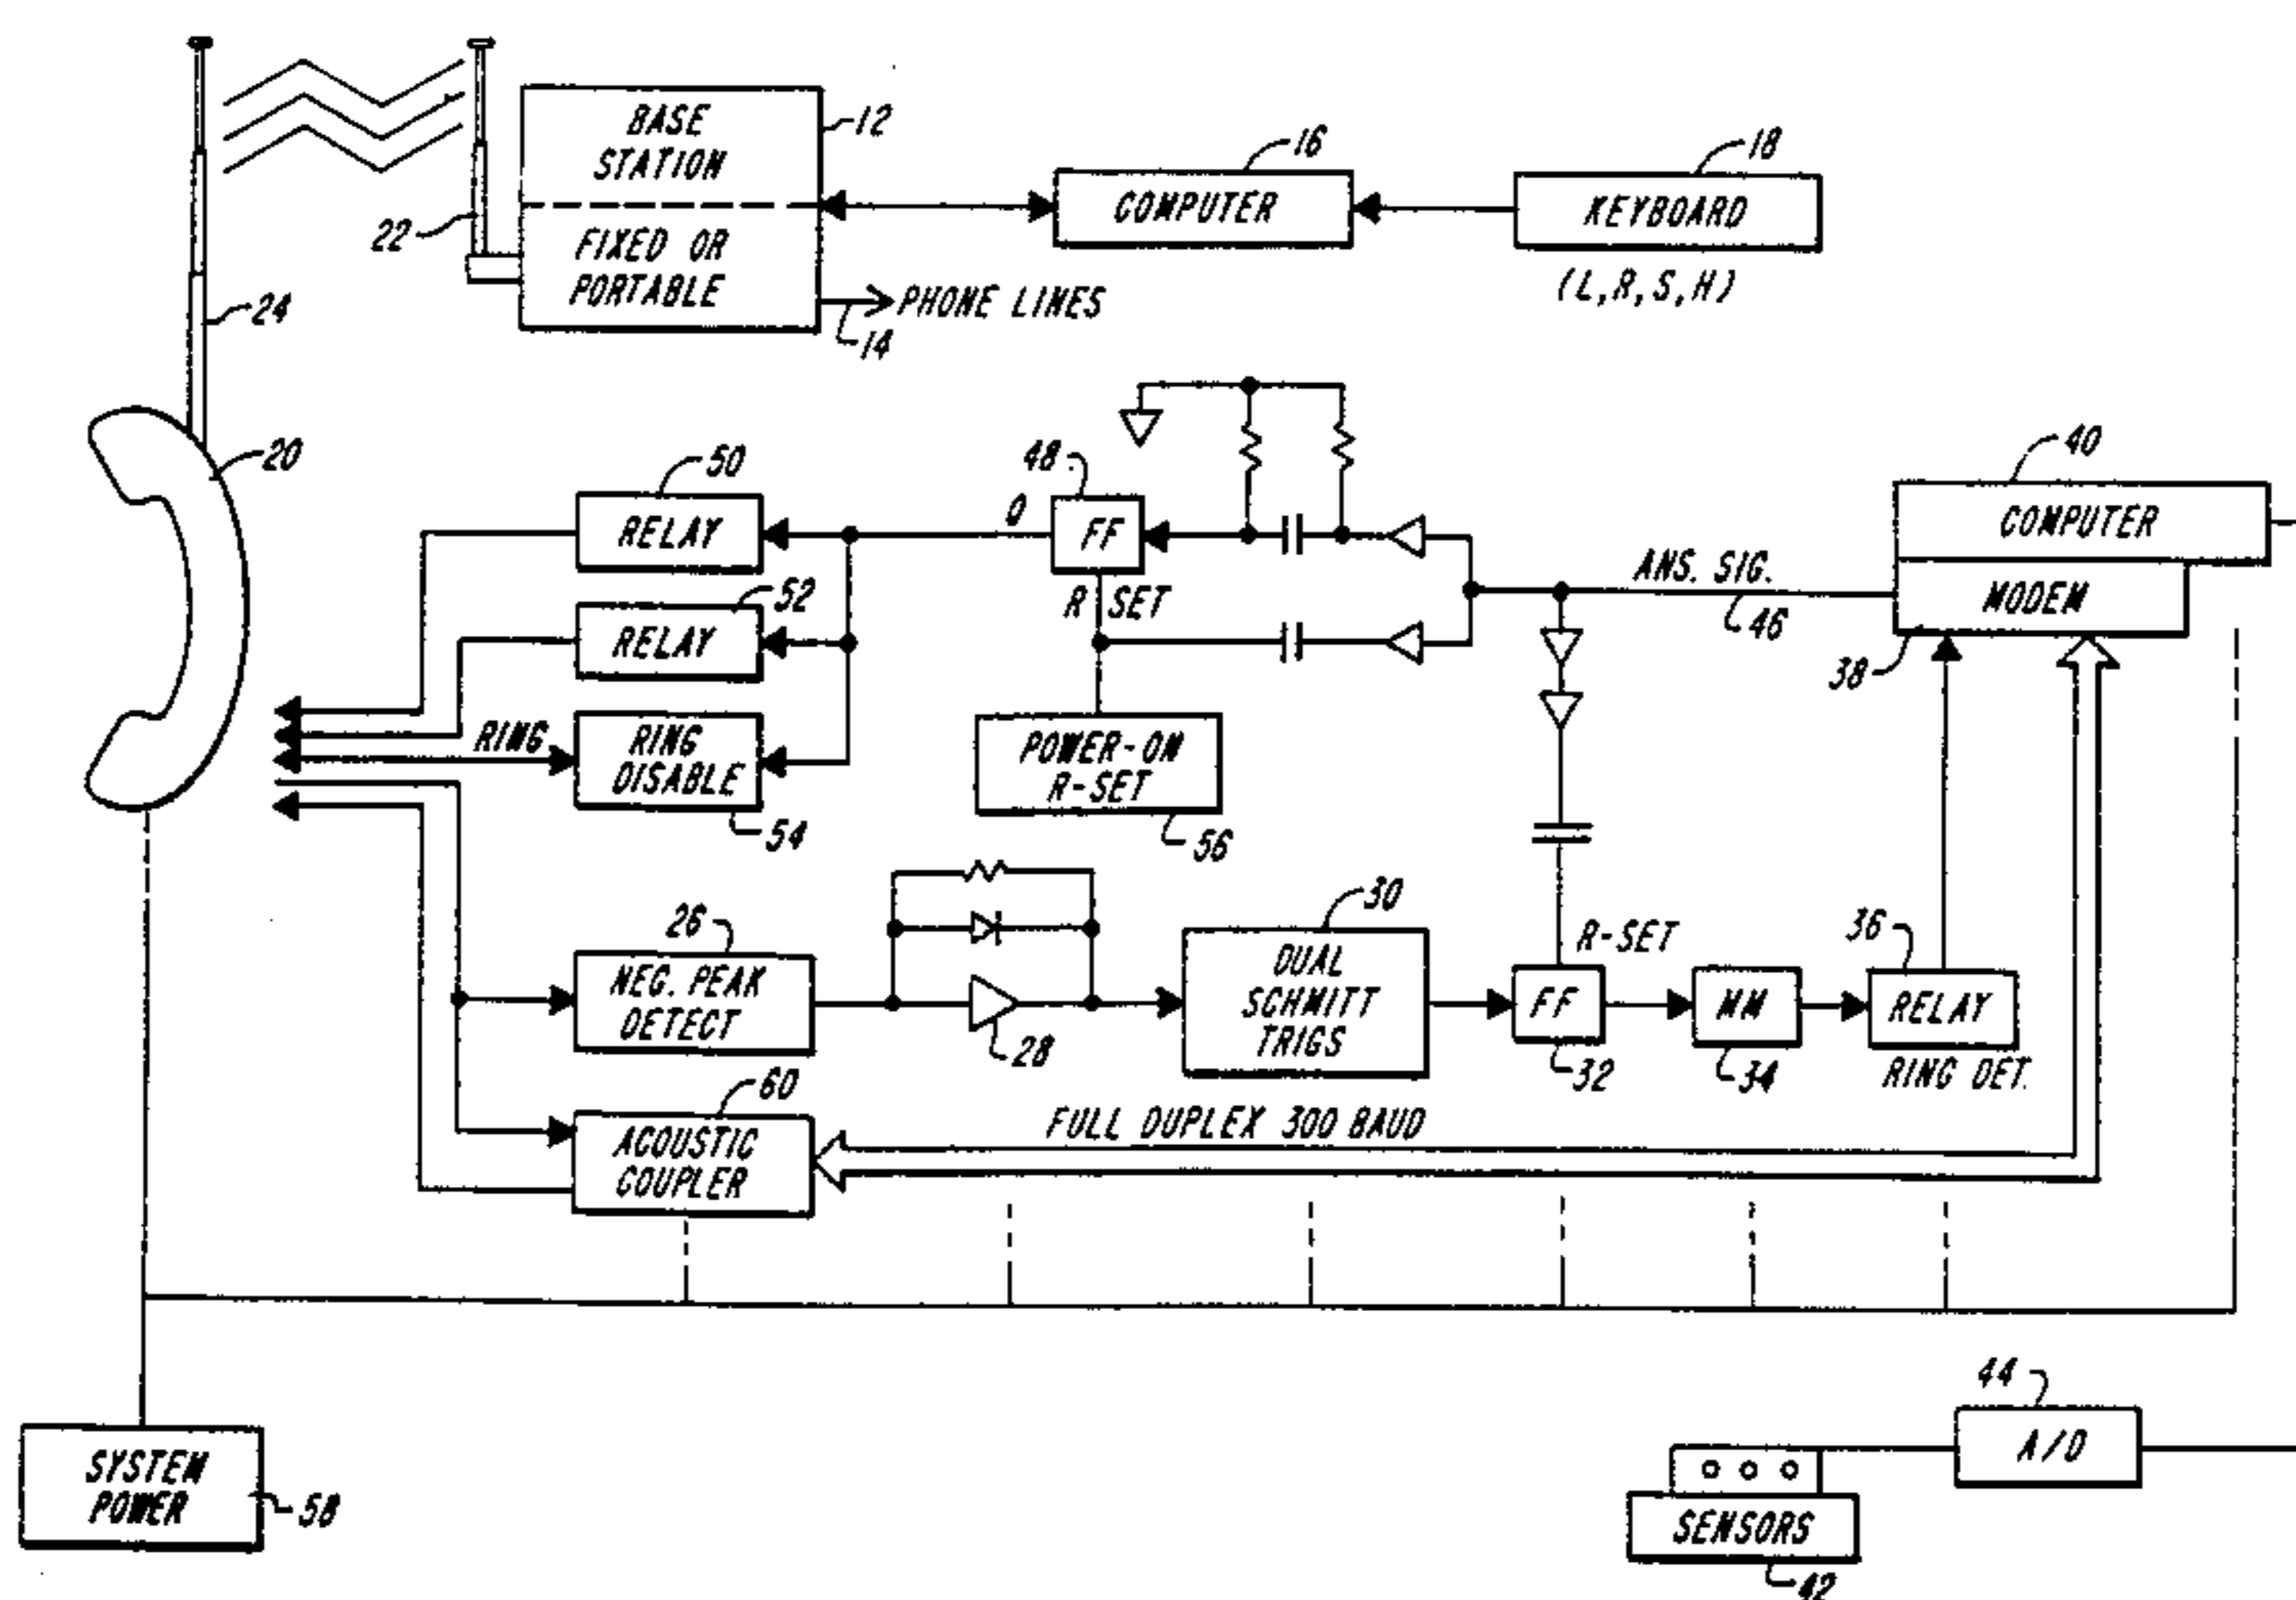 BASE
STATION
12
FIXED OR
PORTABLE
22
24
16
COMPUTER
18
KEYBOARD
(L,R,S,H)
PHONE LINES
14
20
50
RELAY
48
Q
FF
R SET
40
COMPUTER
MODEM
ANS. SIG.
46
38
52
RELAY
RING
RING
DISABLE
54
POWER-ON
R-SET
56
26
NEG. PEAK
DETECT
28
30
DUAL
SCHMITT
TRIGS
R-SET
FF
32
MM
34
36
RELAY
RING DET.
60
ACOUSTIC
COUPLER
FULL DUPLEX 300 BAUD
SYSTEM
POWER
58
44
A/D
SENSORS
42